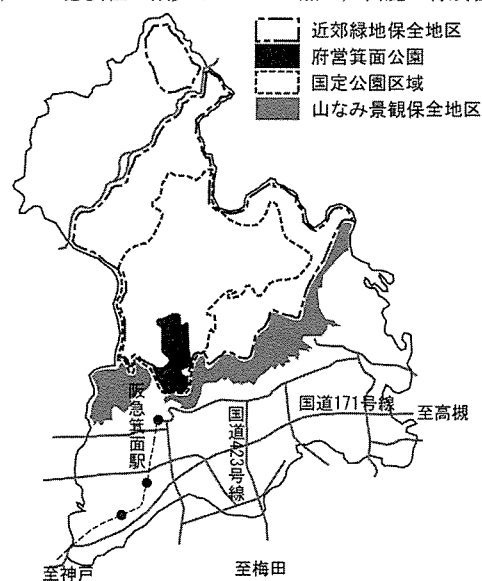 近郊緑地保全地区
府営箕面公園
国定公園区域
山なみ景観保全地区
阪急箕面駅
国道423号線
国道171号線
至高槻
至神戸
至梅田